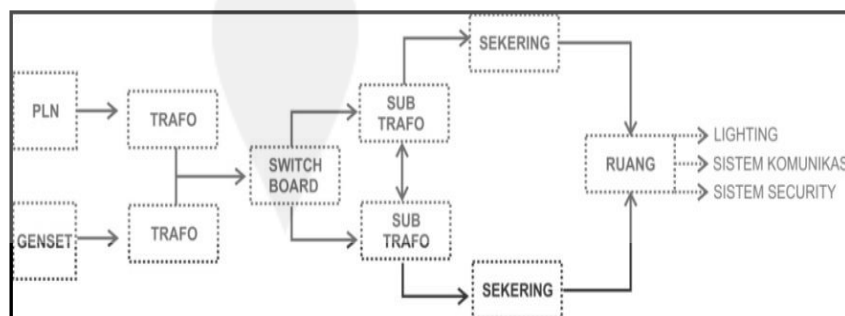 PLN
TRAFO
GENSET
TRAFO
SWITCH
BOARD
SUB
TRAFO
SUB
TRAFO
SEKERING
SEKERING
RUANG
LIGHTING
SISTEM KOMUNIKAS
SISTEM SECURITY